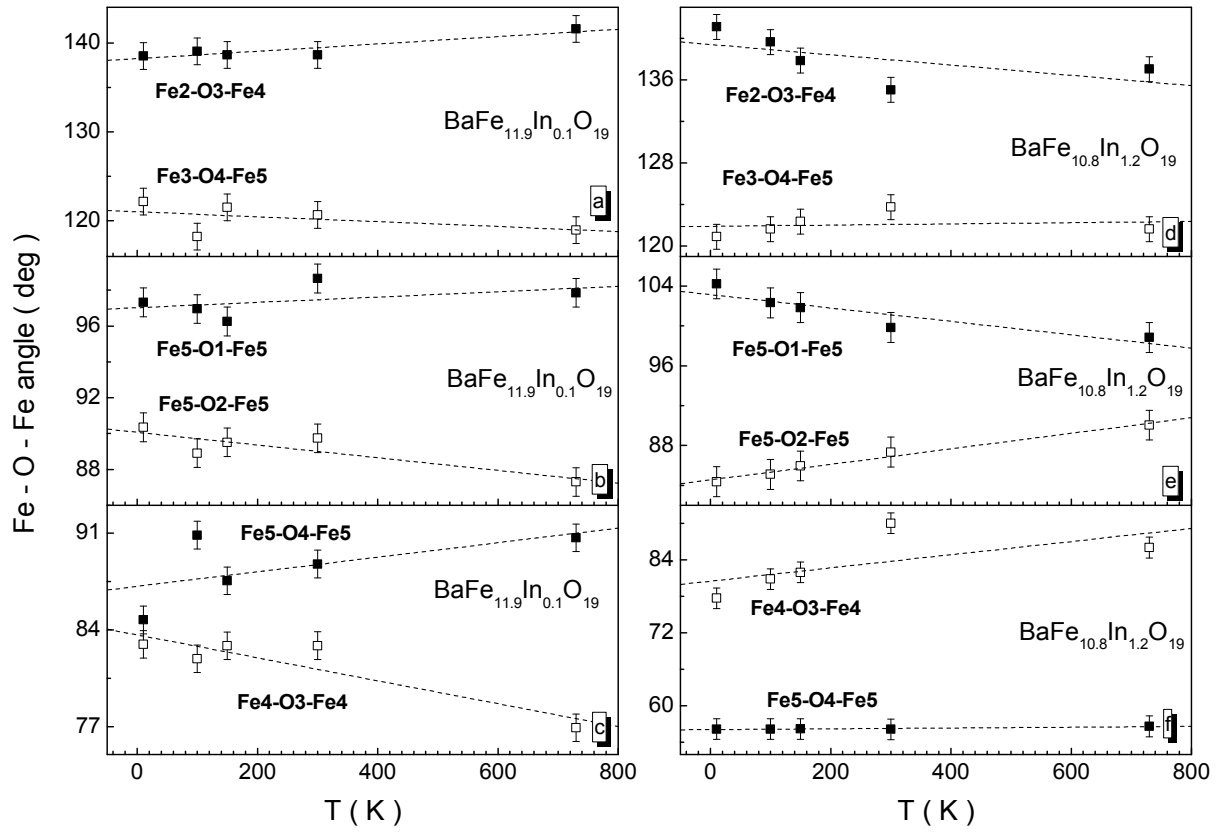 Fe - O - Fe angle ( deg )
140
130
120
Fe2-O3-Fe4
BaFe11.9In0.1O19
Fe3-O4-Fe5
a
96
92
88
Fe5-O1-Fe5
BaFe11.9In0.1O19
Fe5-O2-Fe5
b
91
84
77
Fe5-O4-Fe5
BaFe11.9In0.1O19
Fe4-O3-Fe4
c
0 200 400 600 800
T ( K )
136
128
120
Fe2-O3-Fe4
BaFe10.8In1.2O19
Fe3-O4-Fe5
d
104
96
88
Fe5-O1-Fe5
BaFe10.8In1.2O19
Fe5-O2-Fe5
e
84
72
60
Fe4-O3-Fe4
BaFe10.8In1.2O19
Fe5-O4-Fe5
f
0 200 400 600 800
T ( K )